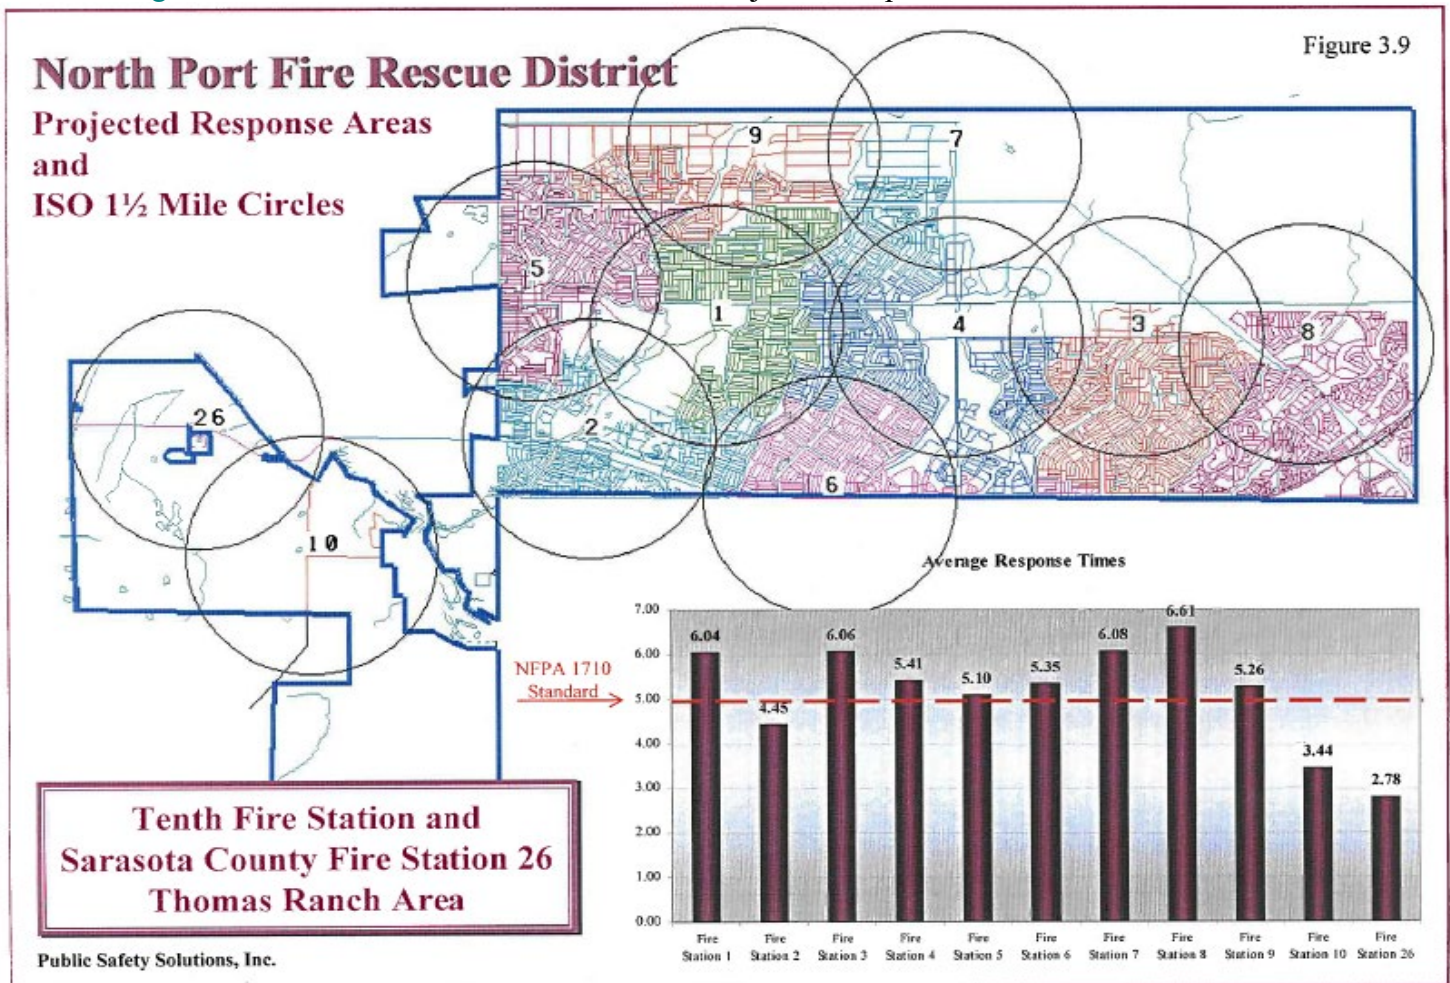 Figure 3.9
North Port Fire Rescue District
Projected Response Areas
and
ISO 1½ Mile Circles
9
7
5
1
4
3
8
26
2
6
10
Average Response Times
7.00
6.00
5.00
4.00
3.00
2.00
1.00
0.00
NFPA 1710
Standard
6.04
4.45
6.06
5.41
5.10
5.35
6.08
6.61
5.26
3.44
2.78
Fire Station 1
Fire Station 2
Fire Station 3
Fire Station 4
Fire Station 5
Fire Station 6
Fire Station 7
Fire Station 8
Fire Station 9
Fire Station 10
Fire Station 26
Tenth Fire Station and
Sarasota County Fire Station 26
Thomas Ranch Area
Public Safety Solutions, Inc.